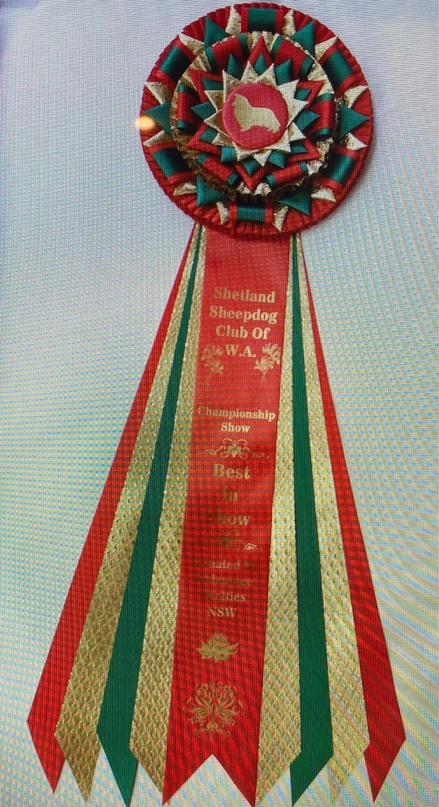 Shetland
Sheepdog
Club Of
W.A.
Championship
Show
Best
In
Show
NSW